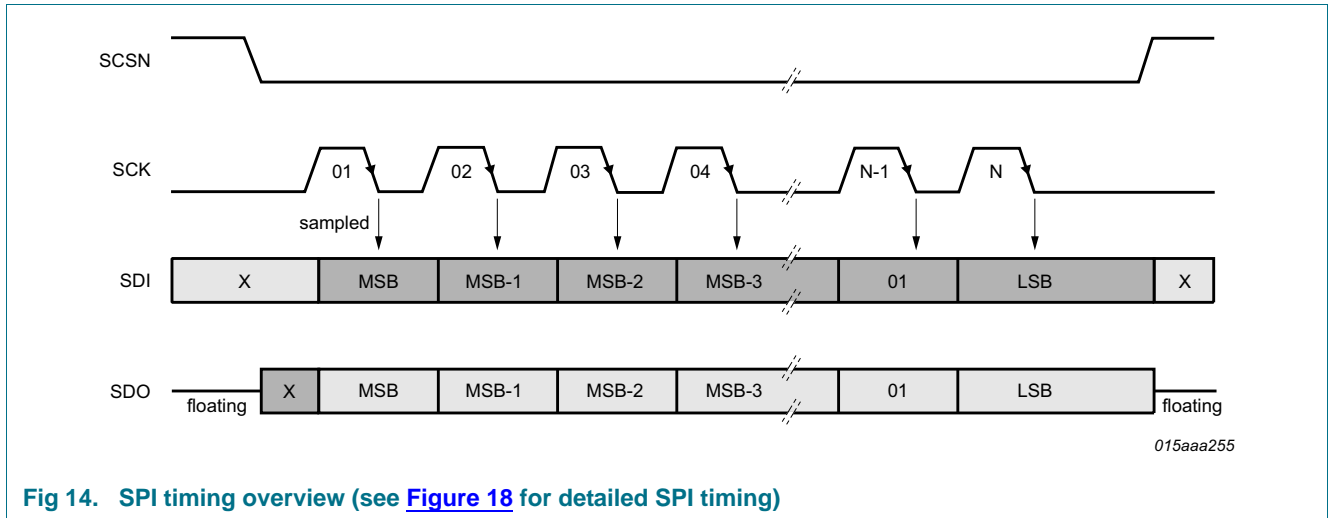 SCSN
SCK
01 02 03 04 N-1 N
sampled
SDI X MSB MSB-1 MSB-2 MSB-3 01 LSB X
SDO floating X MSB MSB-1 MSB-2 MSB-3 01 LSB floating
015aaa255
Fig 14. SPI timing overview (see Figure 18 for detailed SPI timing)